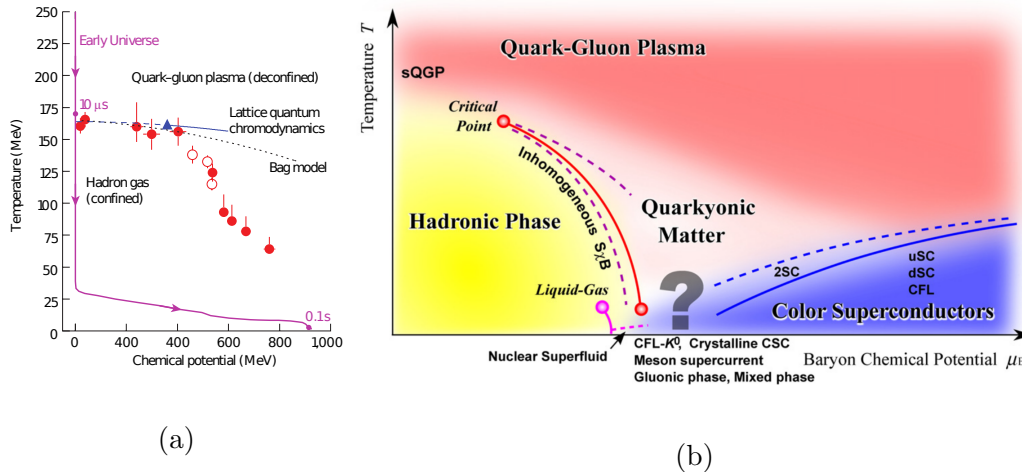 250
225
200
175
150
125
100
75
50
25
0
Temperature (MeV)
Early Universe
Quark–gluon plasma (deconfined)
10 μs
Lattice quantum
chromodynamics
Bag model
Hadron gas
(confined)
0.1s
0 200 400 600 800 1000
Chemical potential (MeV)
(a)
Temperature T
Quark-Gluon Plasma
sQGP
Critical
Point
Inhomogeneous SχB
Hadronic Phase
Quarkyonic
Matter
Liquid-Gas
?
2SC
uSC
dSC
CFL
Color Superconductors
Nuclear Superfluid
CFL-K⁰, Crystalline CSC
Meson supercurrent
Gluonic phase, Mixed phase
Baryon Chemical Potential μ
(b)